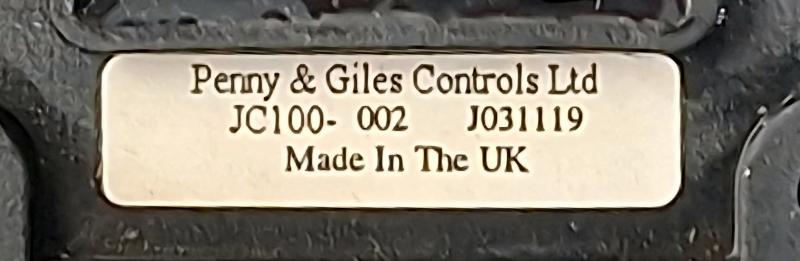 Penny & Giles Controls Ltd
JC100- 002 J031119
Made In The UK